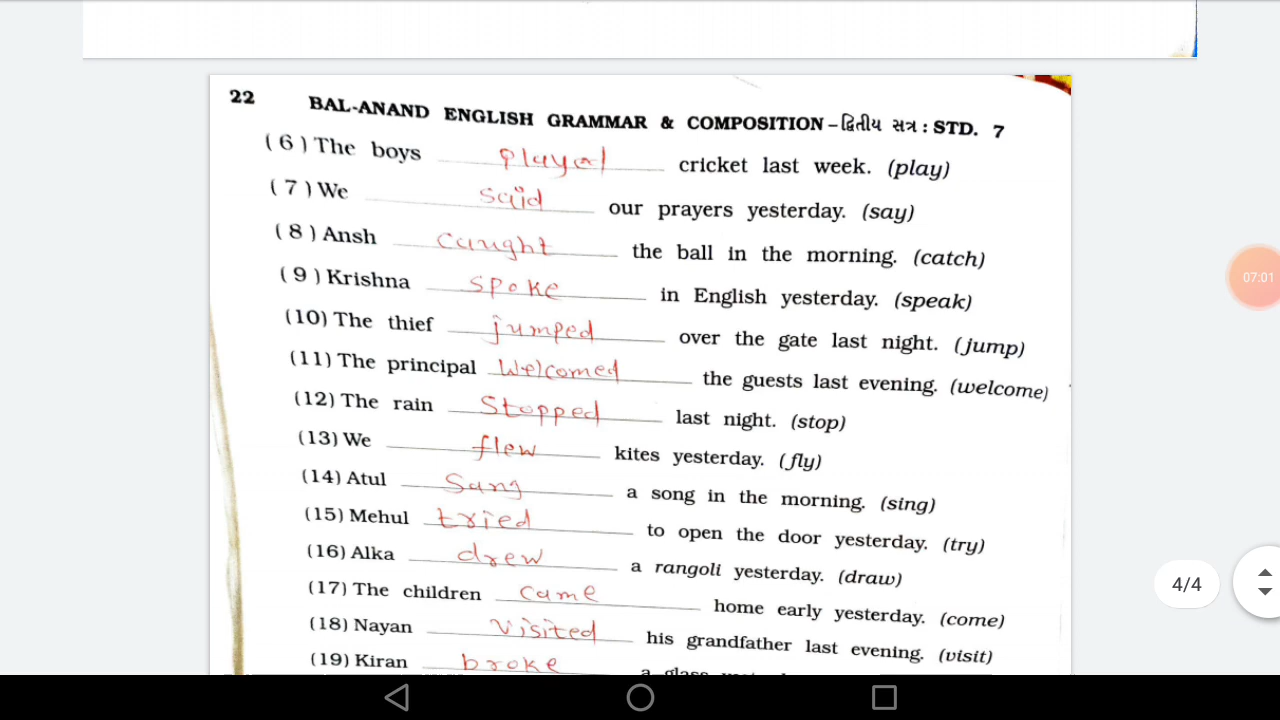 22 BAL-ANAND ENGLISH GRAMMAR & COMPOSITION – દ્વિતીય સત્ર : STD. 7
(6) The boys played cricket last week. (play)
(7) We said our prayers yesterday. (say)
(8) Ansh caught the ball in the morning. (catch)
(9) Krishna spoke in English yesterday. (speak)
(10) The thief jumped over the gate last night. (jump)
(11) The principal Welcomed the guests last evening. (welcome)
(12) The rain Stopped last night. (stop)
(13) We flew kites yesterday. (fly)
(14) Atul Sang a song in the morning. (sing)
(15) Mehul tried to open the door yesterday. (try)
(16) Alka drew a rangoli yesterday. (draw)
(17) The children came home early yesterday. (come)
(18) Nayan visited his grandfather last evening. (visit)
(19) Kiran broke a glass
07:01
4/4